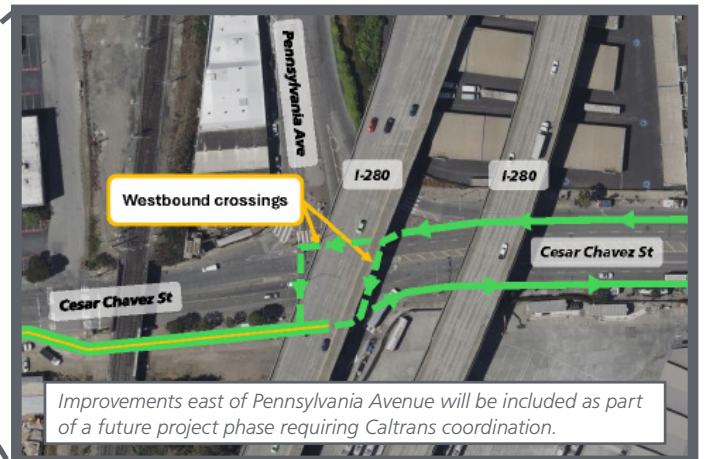 Pennsylvania Ave
I-280
I-280
Westbound crossings
Cesar Chavez St
Cesar Chavez St
Improvements east of Pennsylvania Avenue will be included as part
of a future project phase requiring Caltrans coordination.